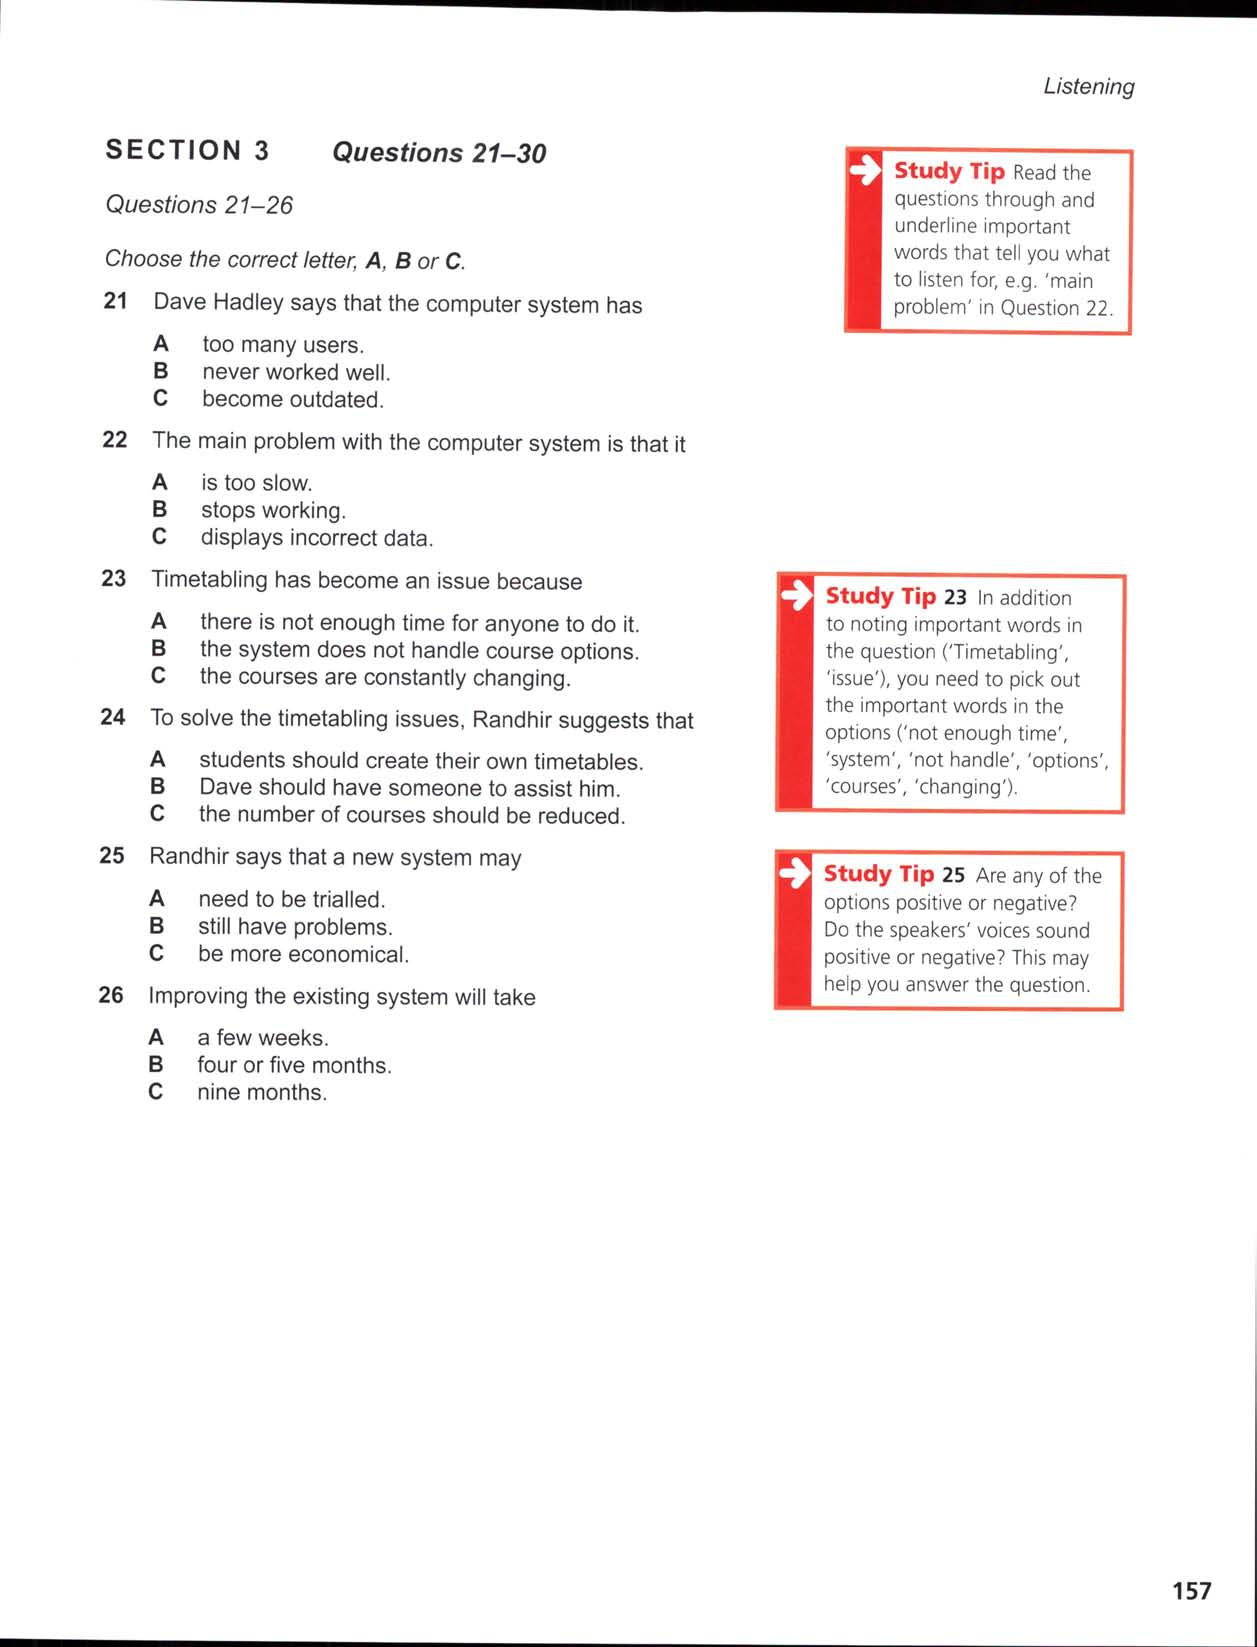 Listening
SECTION 3 Questions 21–30
Questions 21–26
Choose the correct letter, A, B or C.
21 Dave Hadley says that the computer system has
A too many users.
B never worked well.
C become outdated.
22 The main problem with the computer system is that it
A is too slow.
B stops working.
C displays incorrect data.
23 Timetabling has become an issue because
A there is not enough time for anyone to do it.
B the system does not handle course options.
C the courses are constantly changing.
24 To solve the timetabling issues, Randhir suggests that
A students should create their own timetables.
B Dave should have someone to assist him.
C the number of courses should be reduced.
25 Randhir says that a new system may
A need to be trialled.
B still have problems.
C be more economical.
26 Improving the existing system will take
A a few weeks.
B four or five months.
C nine months.
Study Tip Read the
questions through and
underline important
words that tell you what
to listen for, e.g. 'main
problem' in Question 22.
Study Tip 23 In addition
to noting important words in
the question ('Timetabling',
'issue'), you need to pick out
the important words in the
options ('not enough time',
'system', 'not handle', 'options',
'courses', 'changing').
Study Tip 25 Are any of the
options positive or negative?
Do the speakers' voices sound
positive or negative? This may
help you answer the question.
157